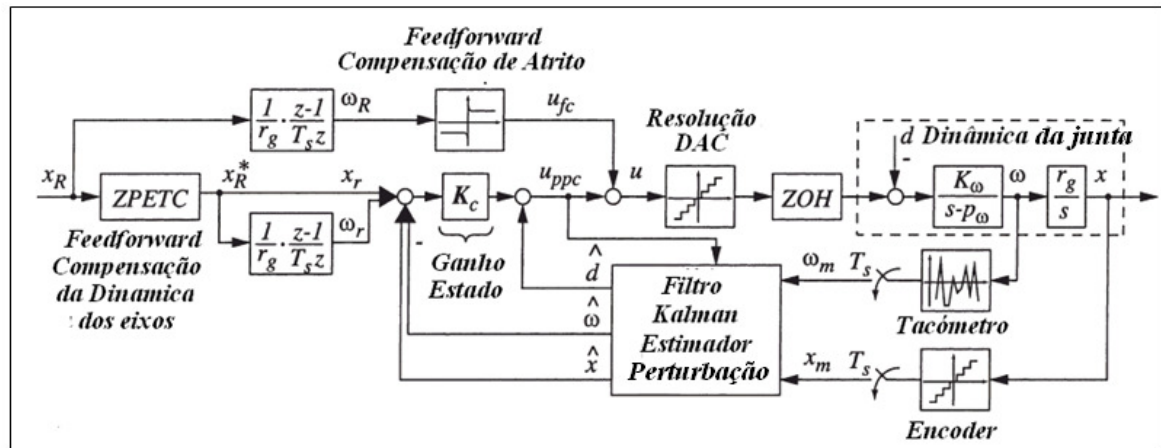 Feedforward
Compensação de Atrito
1/r_g · z-1/T_s z
ω_R
u_fc
Resolução
DAC
d
Dinâmica da junta
-
x_R
ZPETC
x_R^*
x_r
K_c
u_ppc
u
ZOH
K_ω/s-p_ω
ω
r_g/s
x
1/r_g · z-1/T_s z
ω_r
-
Feedforward
Compensação
da Dinamica
: dos eixos
Ganho
Estado
d̂
ω̂
x̂
Filtro
Kalman
Estimador
Perturbação
ω_m
T_s
Tacómetro
x_m
T_s
Encoder